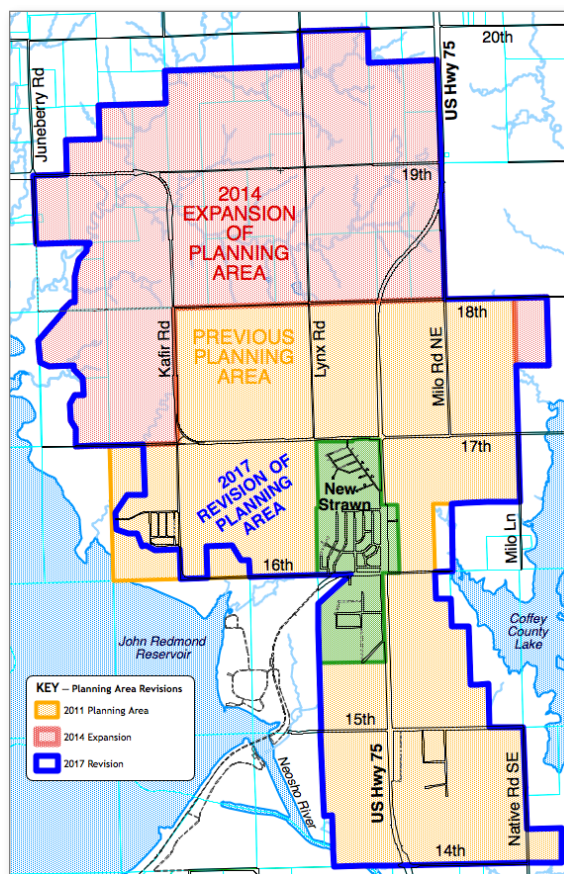 20th
Juneberry Rd
US Hwy 75
19th
2014
EXPANSION
OF
PLANNING
AREA
18th
PREVIOUS
PLANNING
AREA
Kafir Rd
Lynx Rd
Milo Rd NE
17th
2017
REVISION OF
PLANNING
AREA
New
Strawn
Milo Ln
16th
John Redmond
Reservoir
Coffey
County
Lake
KEY — Planning Area Revisions
2011 Planning Area
2014 Expansion
2017 Revision
15th
Neosho River
US Hwy 75
Native Rd SE
14th